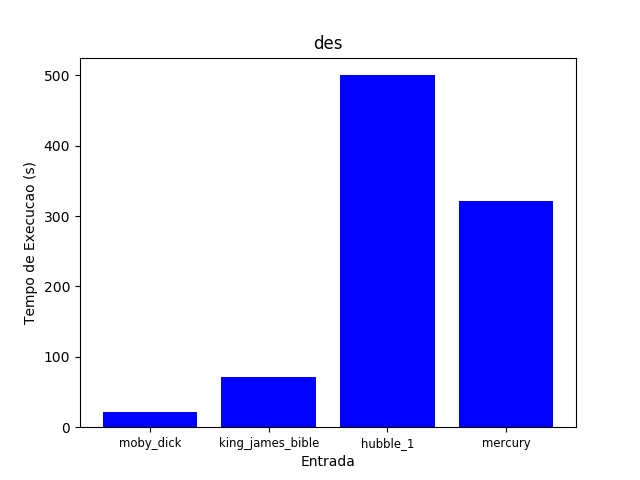 des
Tempo de Execucao (s)
500
400
300
200
100
0
moby_dick king_james_bible hubble_1 mercury
Entrada